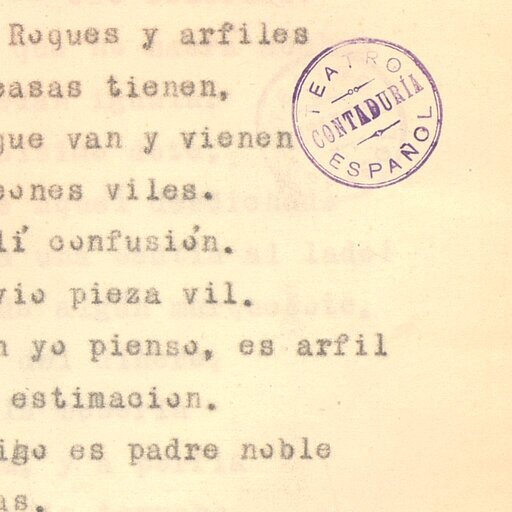 Roques y arfiles
casas tienen,
que van y vienen
peones viles.
lí confusión.
vio pieza vil.
n yo pienso, es arfil
estimacion.
igo es padre noble
as.
TEATRO
CONTADURÍA
ESPAÑOL